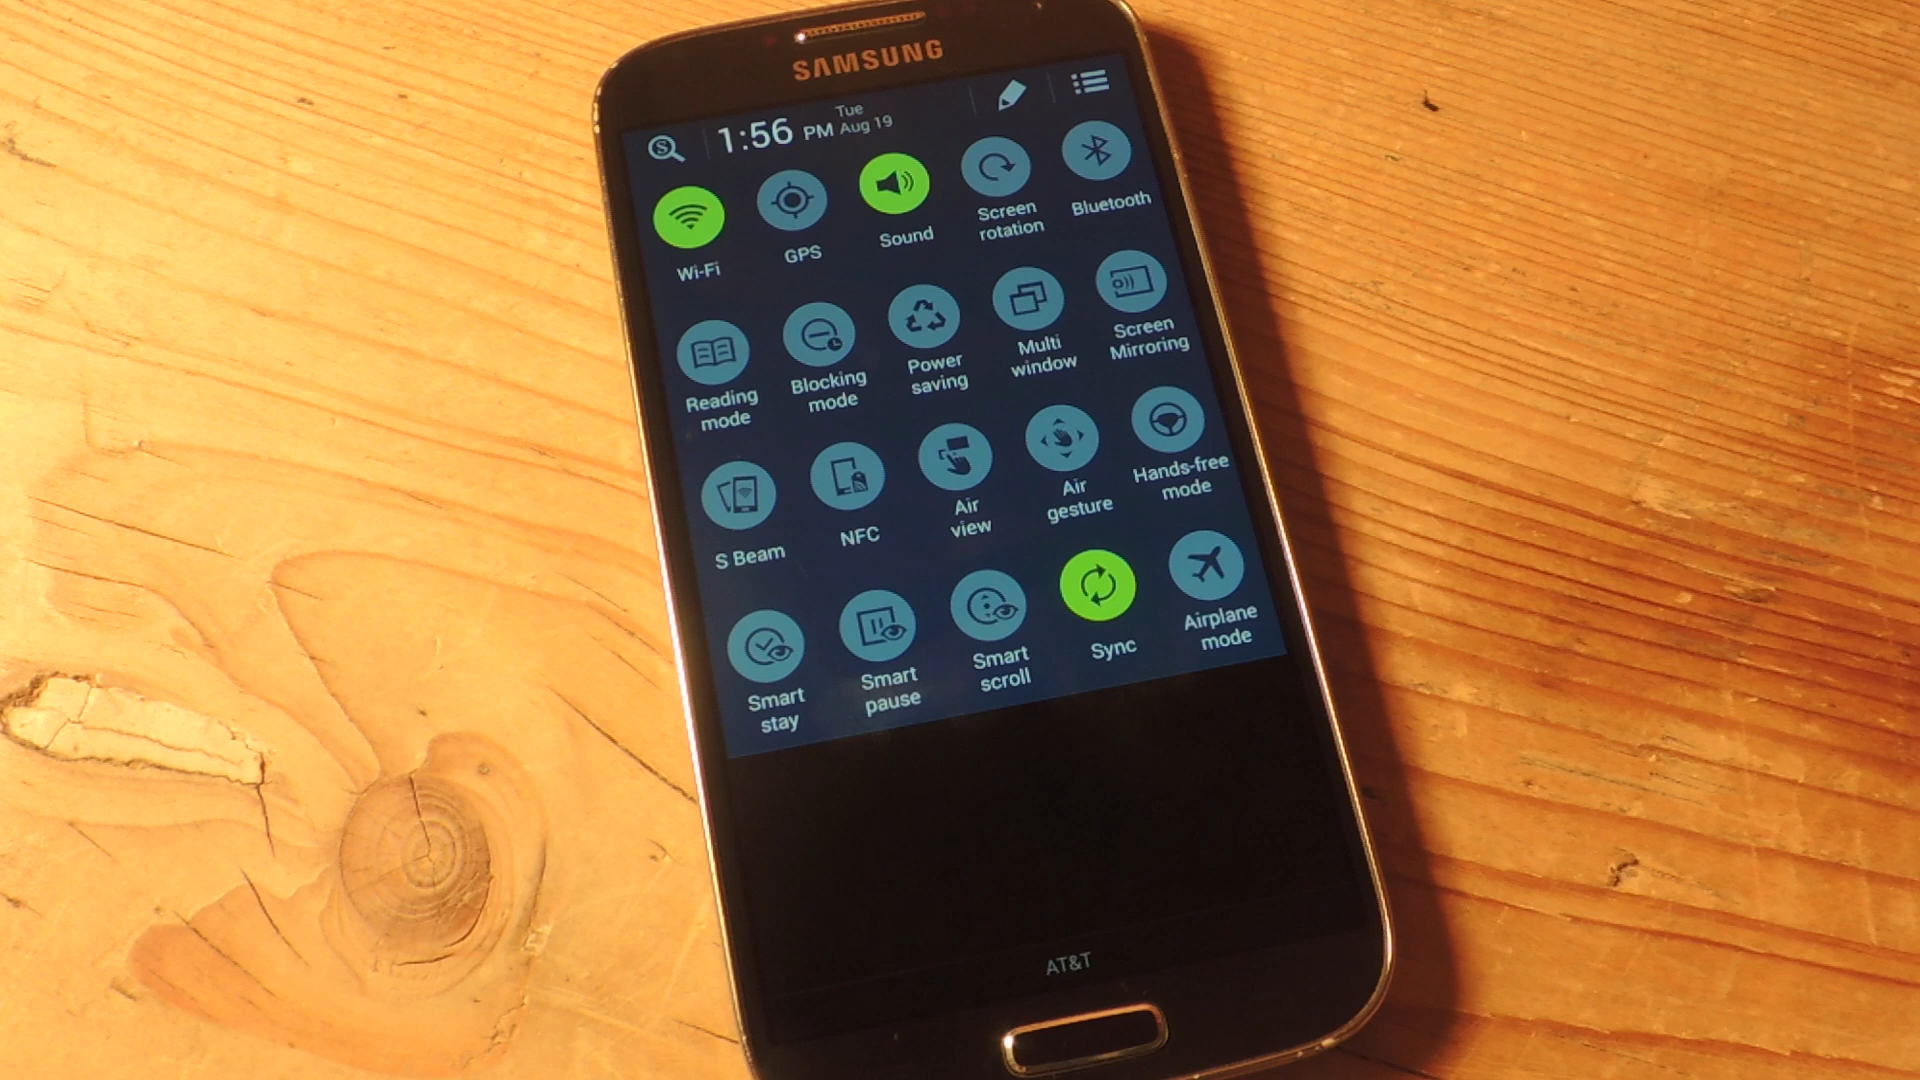 SAMSUNG
1:56 PM Tue
Aug 19
Wi-Fi
GPS
Sound
Screen
rotation
Bluetooth
Reading
mode
Blocking
mode
Power
saving
Multi
window
Screen
Mirroring
S Beam
NFC
Air
view
Air
gesture
Hands-free
mode
Smart
stay
Smart
pause
Smart
scroll
Sync
Airplane
mode
AT&T